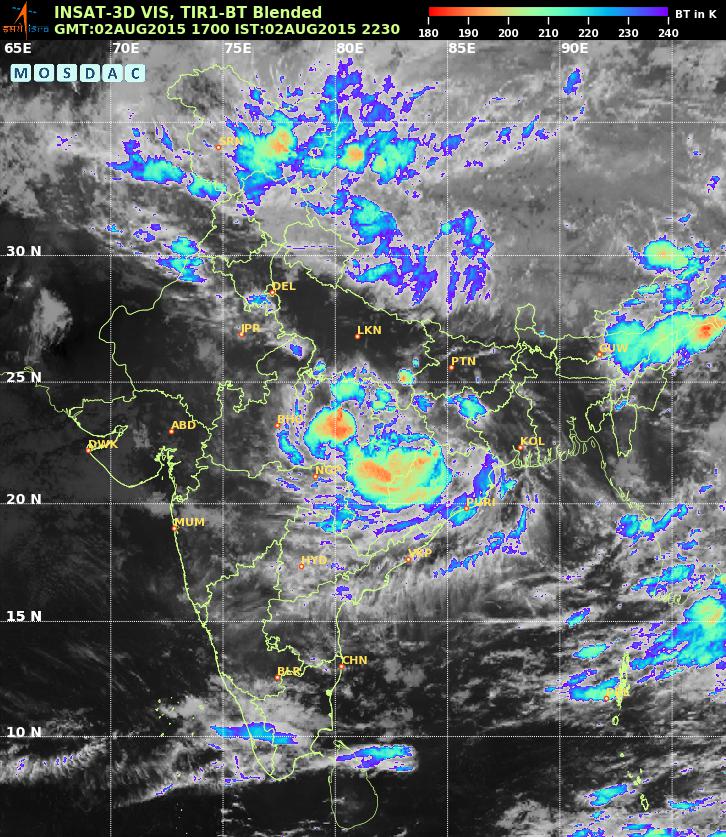 INSAT-3D VIS, TIR1-BT Blended
GMT:02AUG2015 1700 IST:02AUG2015 2230
BT in K
180 190 200 210 220 230 240
65E 70E 75E 80E 85E 90E
MOSDAC
SRN
30 N
DEL
JPR
LKN
GUW
PTN
25 N
ABD
BHO
DWK
KOL
NGP
20 N
PURI
MUM
VKP
HYD
15 N
CHN
BLR
10 N